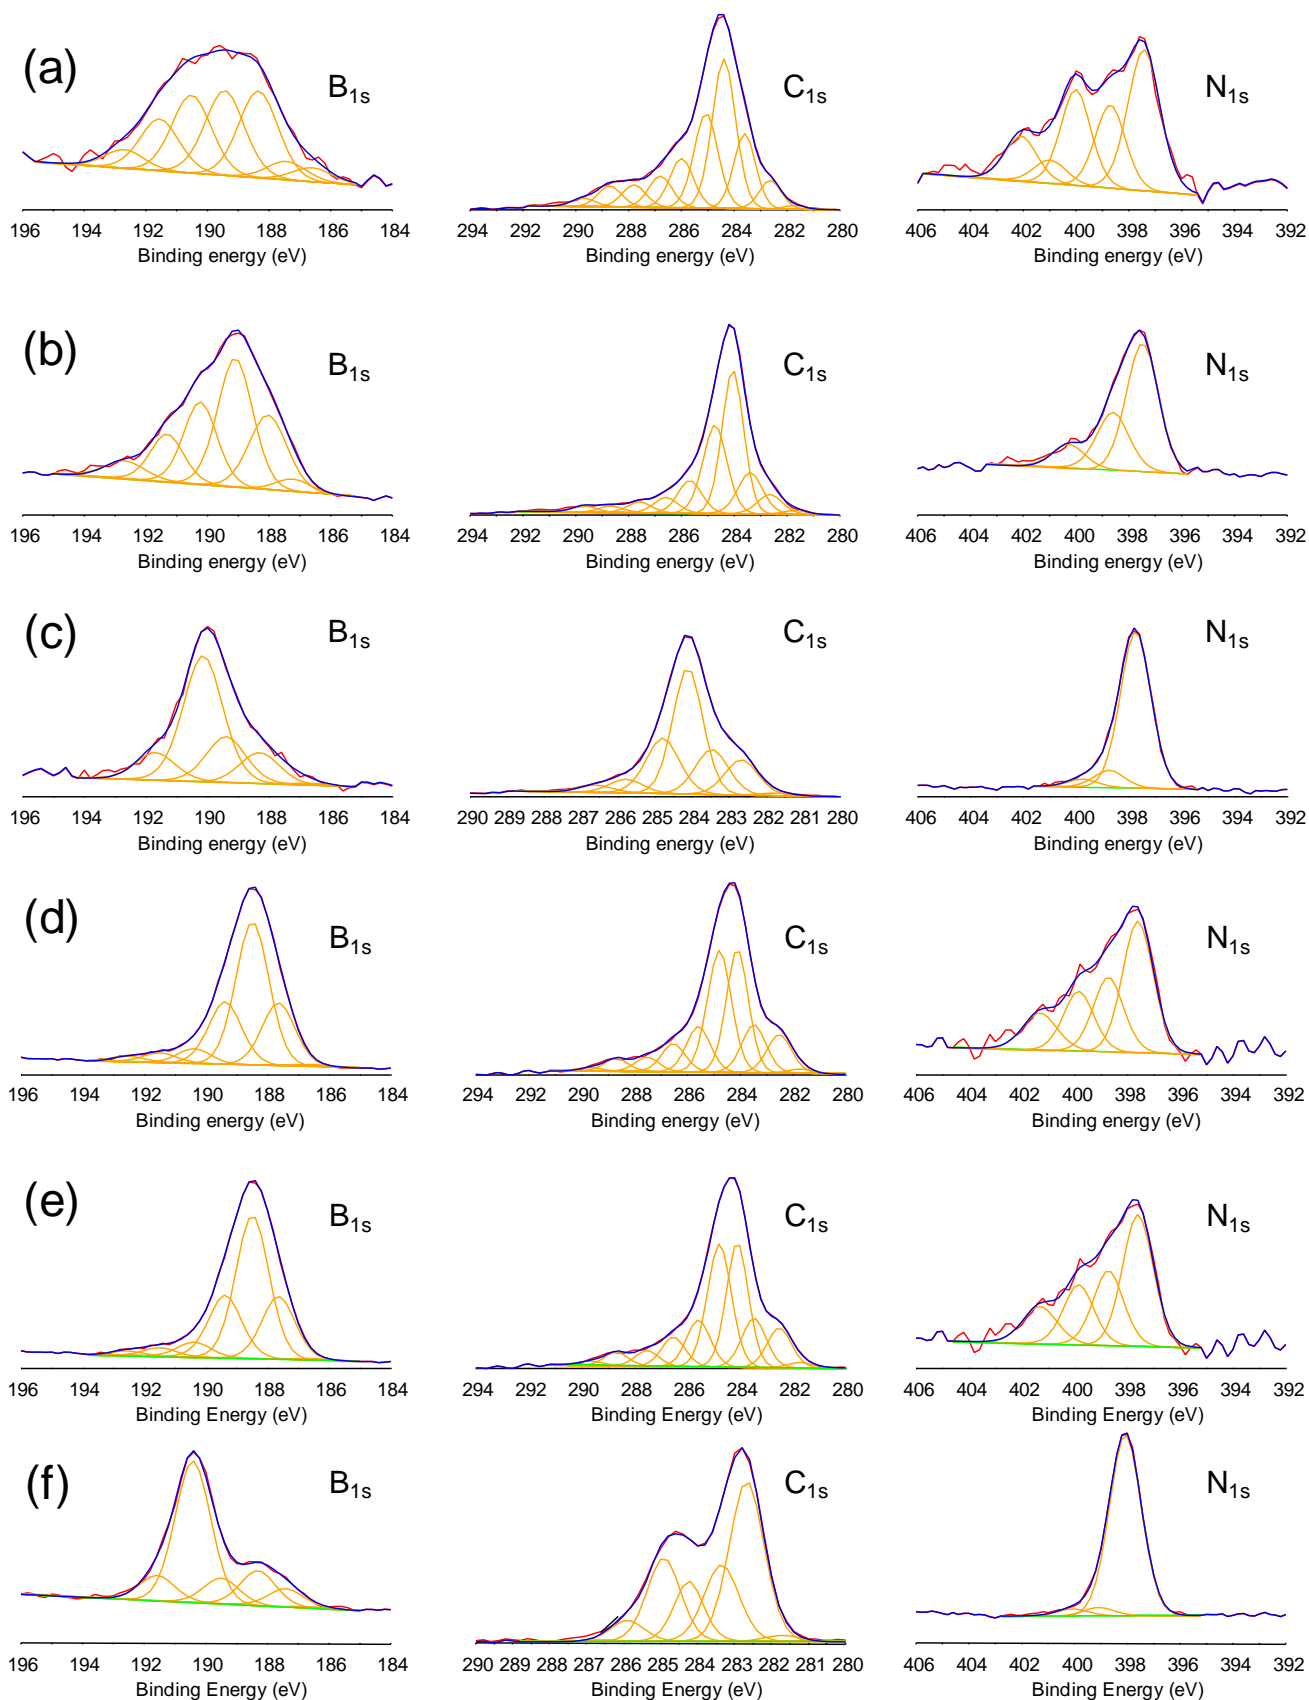 (a) B1s C1s N1s
196 194 192 190 188 186 184 294 292 290 288 286 284 282 280 406 404 402 400 398 396 394 392
Binding energy (eV) Binding energy (eV) Binding energy (eV)
(b) B1s C1s N1s
196 194 192 190 188 186 184 294 292 290 288 286 284 282 280 406 404 402 400 398 396 394 392
Binding energy (eV) Binding energy (eV) Binding energy (eV)
(c) B1s C1s N1s
196 194 192 190 188 186 184 290 289 288 287 286 285 284 283 282 281 280 406 404 402 400 398 396 394 392
Binding energy (eV) Binding energy (eV) Binding energy (eV)
(d) B1s C1s N1s
196 194 192 190 188 186 184 294 292 290 288 286 284 282 280 406 404 402 400 398 396 394 392
Binding energy (eV) Binding energy (eV) Binding energy (eV)
(e) B1s C1s N1s
196 194 192 190 188 186 184 294 292 290 288 286 284 282 280 406 404 402 400 398 396 394 392
Binding Energy (eV) Binding Energy (eV) Binding Energy (eV)
(f) B1s C1s N1s
196 194 192 190 188 186 184 290 289 288 287 286 285 284 283 282 281 280 406 404 402 400 398 396 394 392
Binding Energy (eV) Binding Energy (eV) Binding Energy (eV)